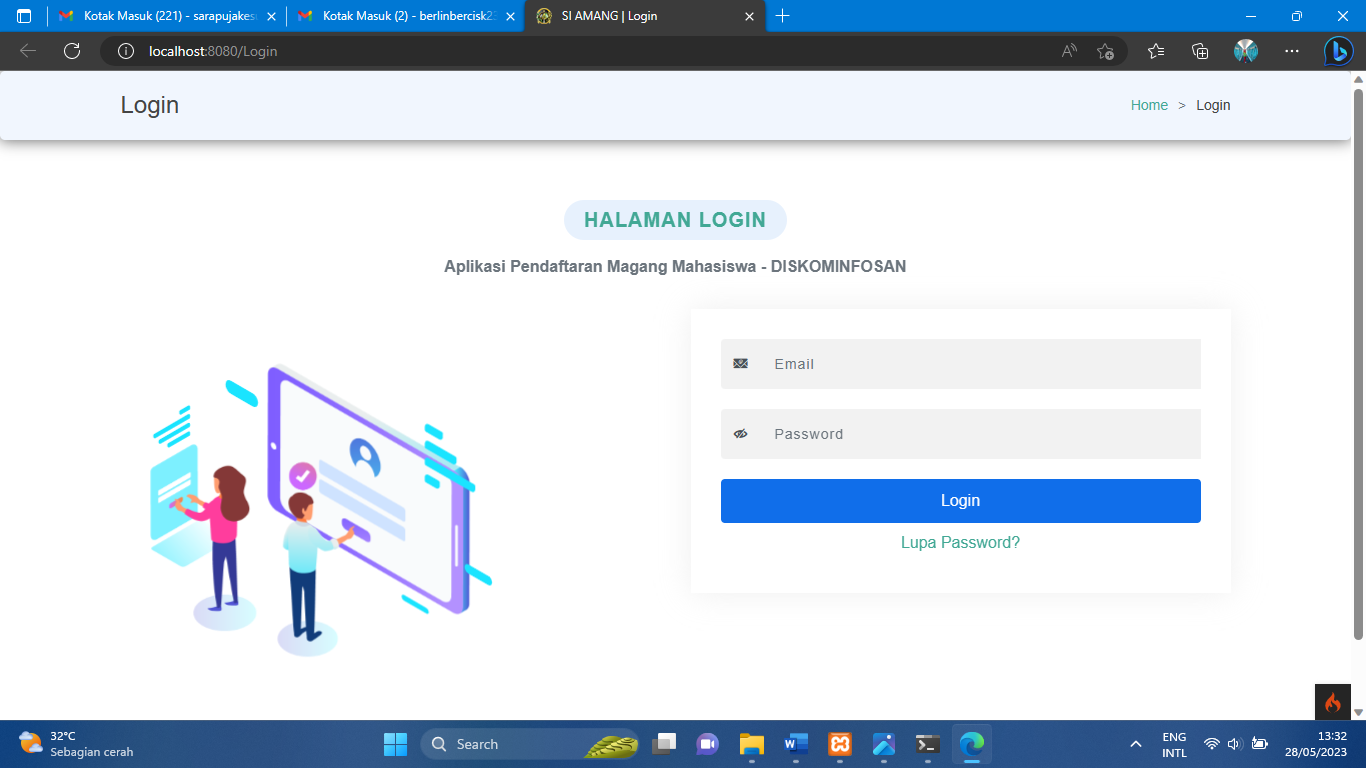 Kotak Masuk (221) - sarapujakes
Kotak Masuk (2) - berlinbercisk23
SI AMANG | Login
localhost:8080/Login
Login
Home > Login
HALAMAN LOGIN
Aplikasi Pendaftaran Magang Mahasiswa - DISKOMINFOSAN
Email
Password
Login
Lupa Password?
32°C
Sebagian cerah
Search
ENG
INTL
13:32
28/05/2023